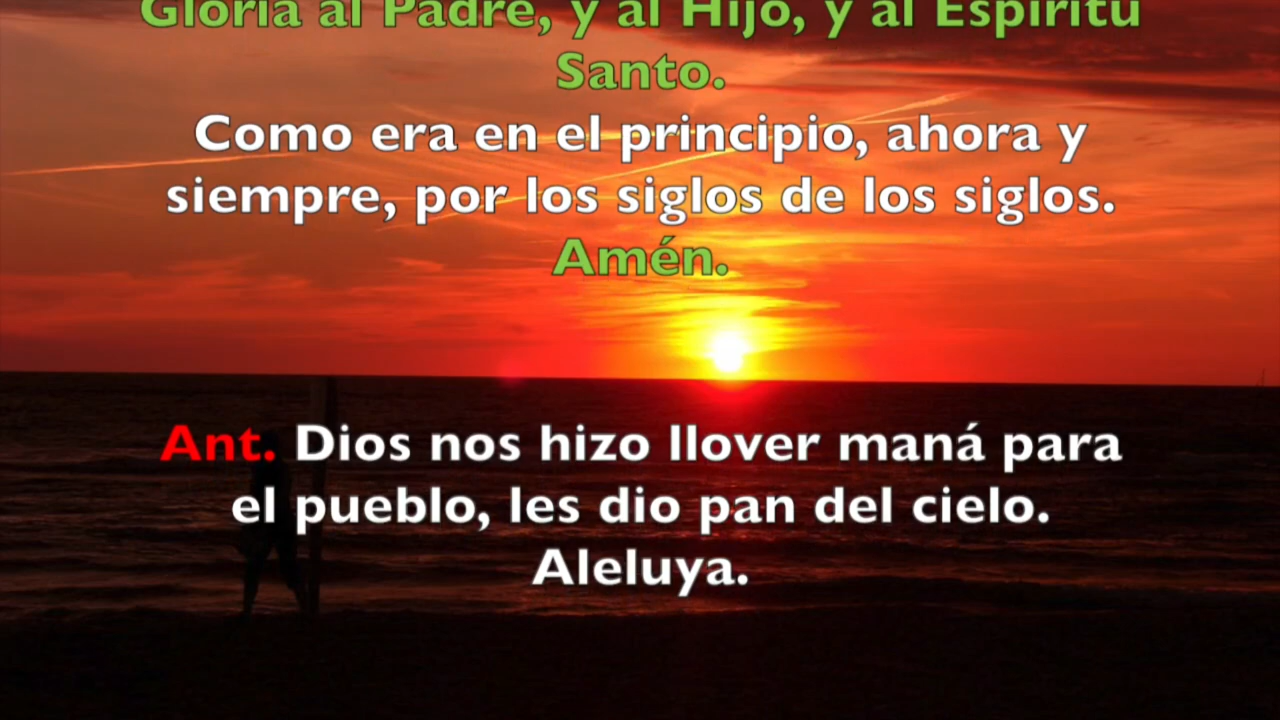 Gloria al Padre, y al Hijo, y al Espíritu
Santo.
Como era en el principio, ahora y
siempre, por los siglos de los siglos.
Amén.
Ant. Dios nos hizo llover maná para
el pueblo, les dio pan del cielo.
Aleluya.